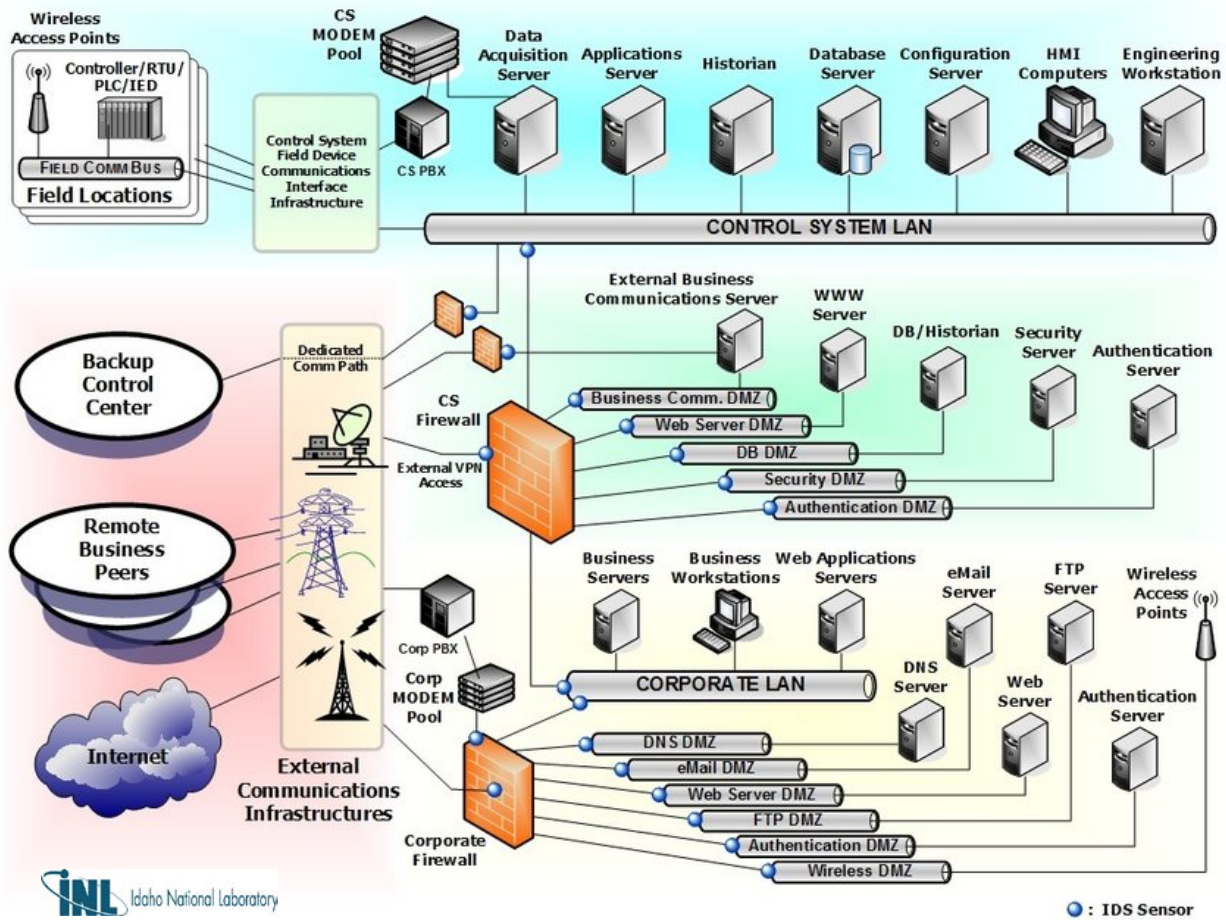 Wireless
Access Points
Controller/RTU/
PLC/IED
FIELD COMM BUS
Field Locations
CS
MODEM
Pool
Control System
Field Device
Communications
Interface
Infrastructure
CS PBX
Data
Acquisition
Server
Applications
Server
Historian
Database
Server
Configuration
Server
HMI
Computers
Engineering
Workstation
CONTROL SYSTEM LAN
External Business
Communications Server
WWW
Server
DB/Historian
Security
Server
Authentication
Server
Backup
Control
Center
Dedicated
Comm Path
CS
Firewall
External VPN
Access
Business Comm. DMZ
Web Server DMZ
DB DMZ
Security DMZ
Authentication DMZ
Remote
Business
Peers
Internet
External
Communications
Infrastructures
Corp PBX
Corp
MODEM
Pool
Corporate
Firewall
Business
Servers
Business
Workstations
Web Applications
Servers
eMail
Server
FTP
Server
Wireless
Access
Points
CORPORATE LAN
DNS
Server
Web
Server
Authentication
Server
DNS DMZ
eMail DMZ
Web Server DMZ
FTP DMZ
Authentication DMZ
Wireless DMZ
INL Idaho National Laboratory
: IDS Sensor